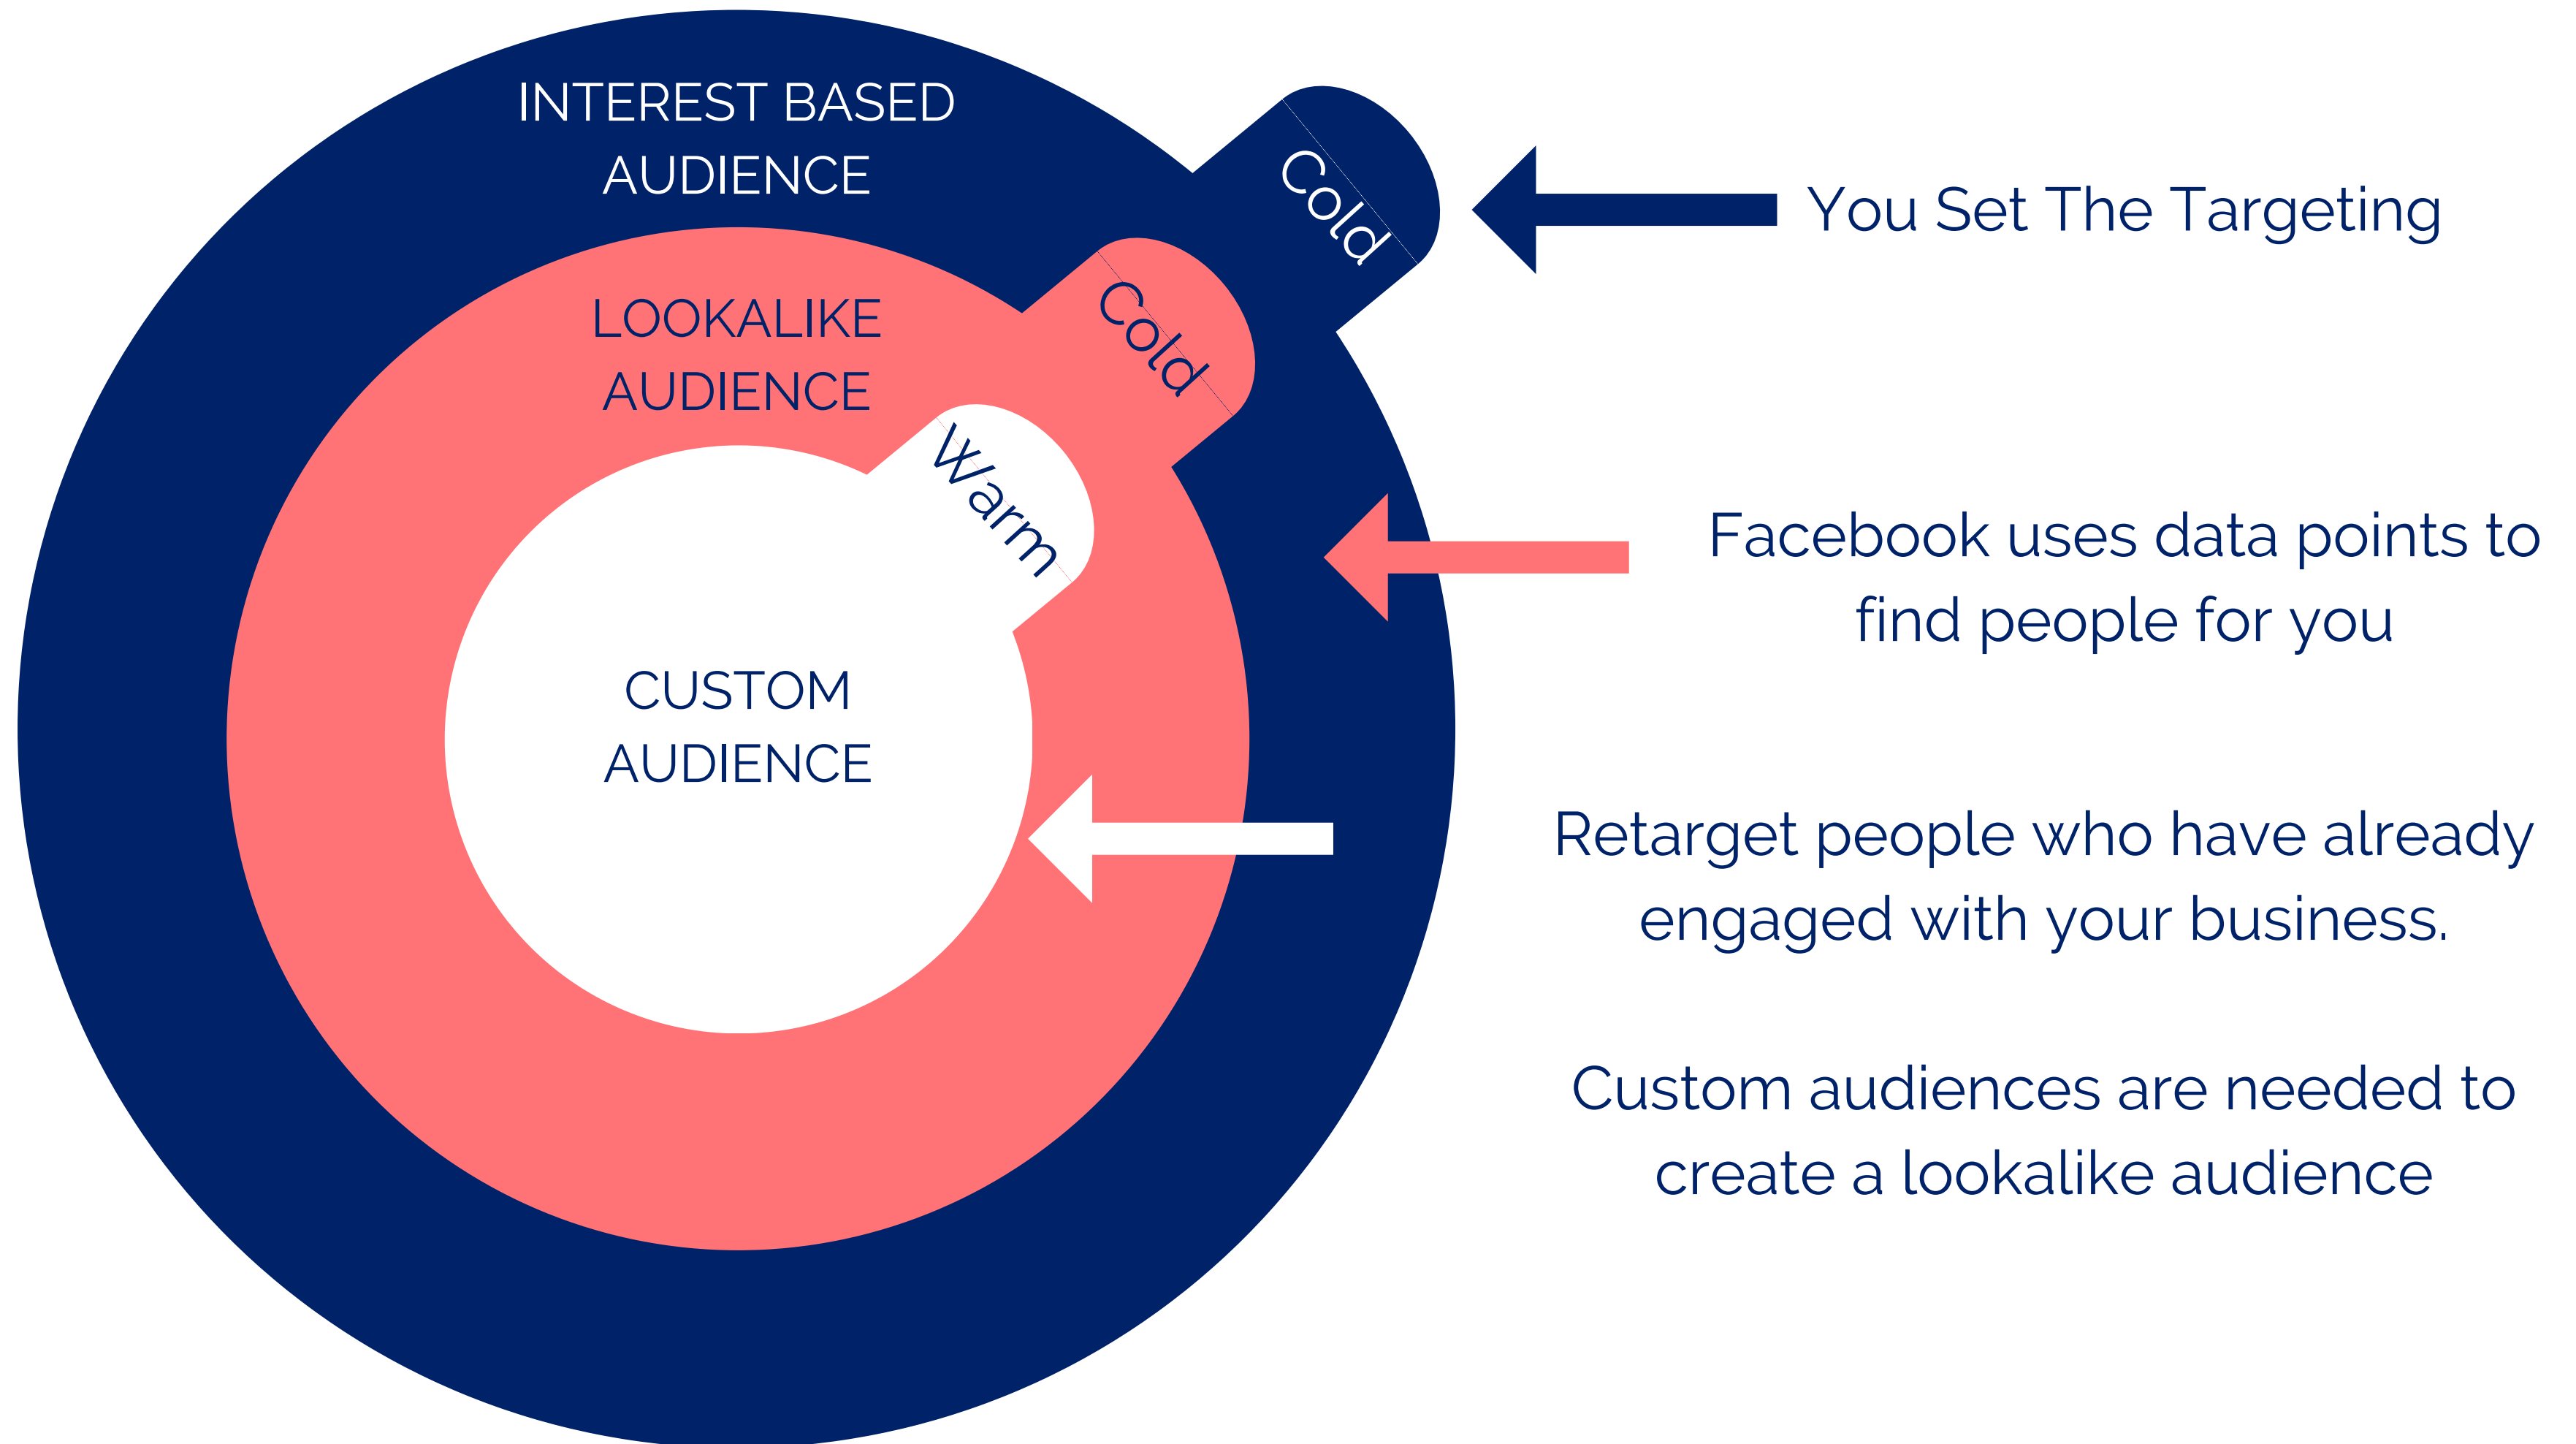 INTEREST BASED
AUDIENCE
Cold
You Set The Targeting
LOOKALIKE
AUDIENCE
Cold
Facebook uses data points to
find people for you
Warm
CUSTOM
AUDIENCE
Retarget people who have already
engaged with your business.
Custom audiences are needed to
create a lookalike audience